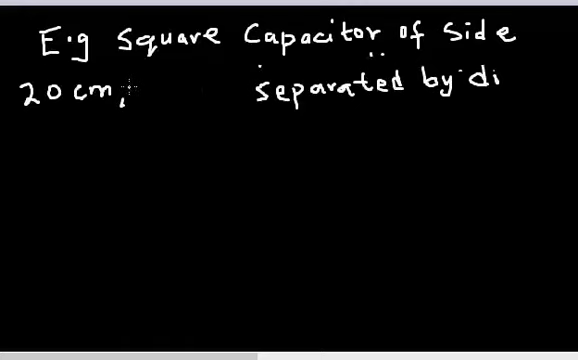 E.g Square Capacitor of side
20 cm, separated by di